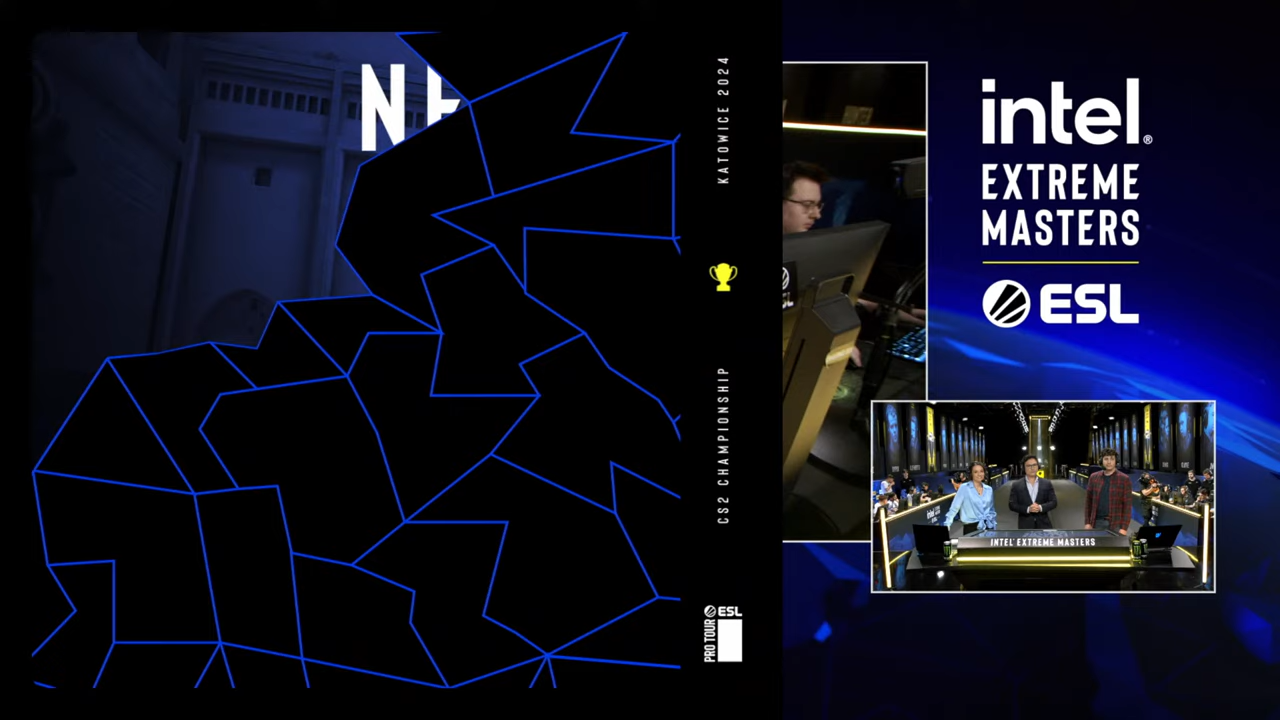 KATOWICE 2024
CS2 CHAMPIONSHIP
ESL
PRO TOUR
intel®
EXTREME
MASTERS
ESL
INTEL EXTREME MASTERS